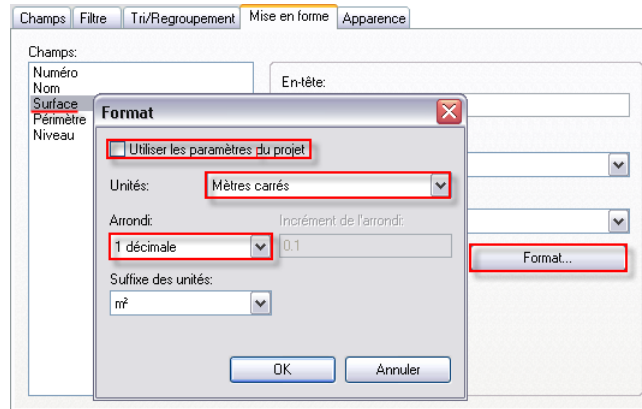 Champs Filtre Tri/Regroupement Mise en forme Apparence
Champs:
Numéro
Nom
Surface
Périmètre
Niveau
En-tête:
Format
Utiliser les paramètres du projet
Unités: Mètres carrés
Arrondi: Incrément de l'arrondi:
1 décimale 0.1
Format...
Suffixe des unités:
m²
OK Annuler